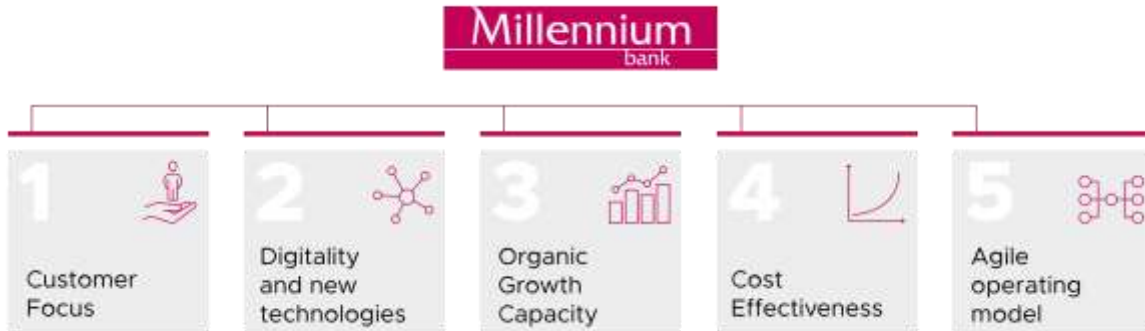 Millennium
bank
1
Customer
Focus
2
Digitality
and new
technologies
3
Organic
Growth
Capacity
4
Cost
Effectiveness
5
Agile
operating
model